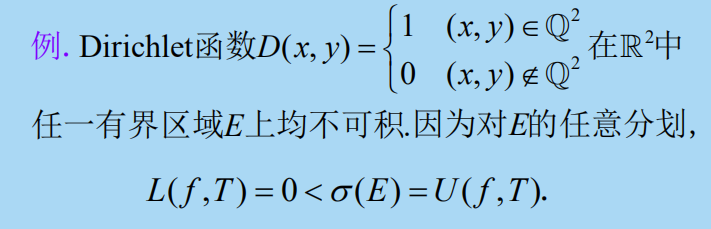 例. Dirichlet函数D(x, y) = { 1 (x, y) ∈ ℚ² 0 (x, y) ∉ ℚ² 在ℝ²中
任一有界区域E上均不可积.因为对E的任意分划,
L(f,T) = 0 < σ(E) = U(f,T).